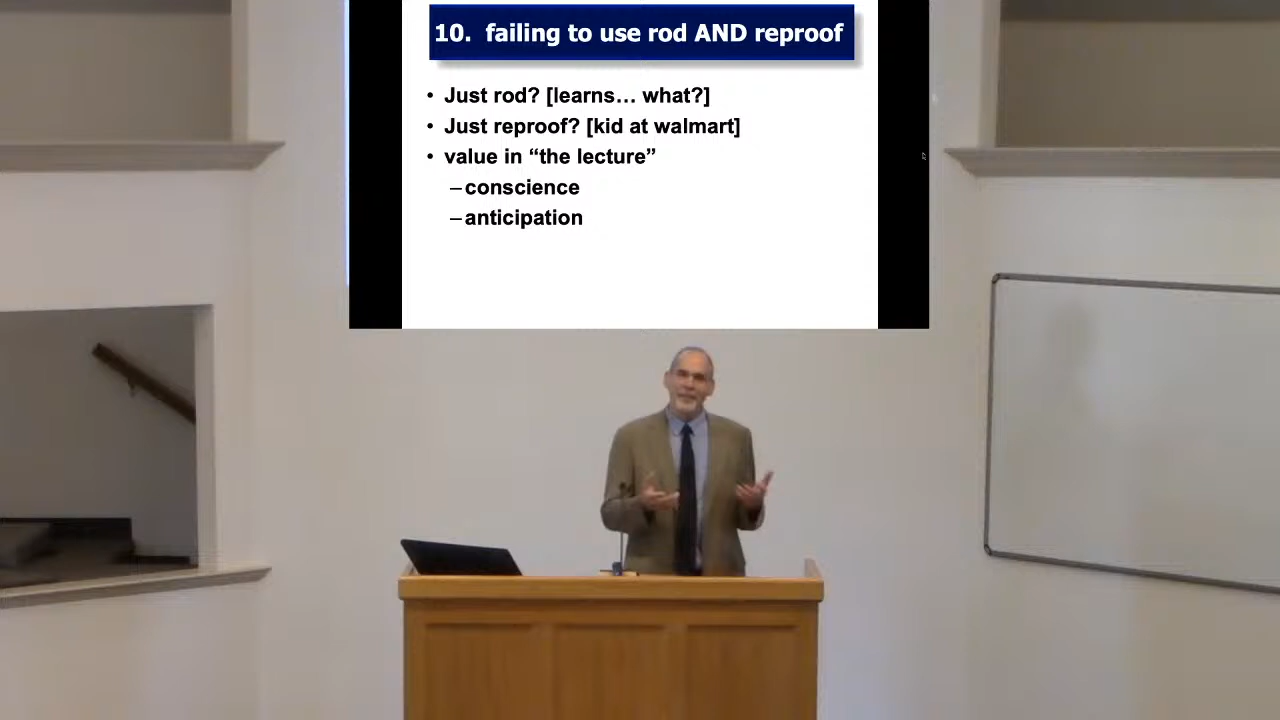 10. failing to use rod AND reproof
• Just rod? [learns... what?]
• Just reproof? [kid at walmart]
• value in “the lecture”
–conscience
–anticipation